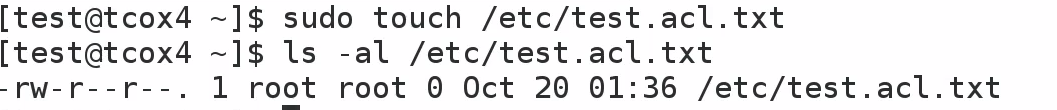 [test@tcox4 ~]$ sudo touch /etc/test.acl.txt
[test@tcox4 ~]$ ls -al /etc/test.acl.txt
-rw-r--r--. 1 root root 0 Oct 20 01:36 /etc/test.acl.txt